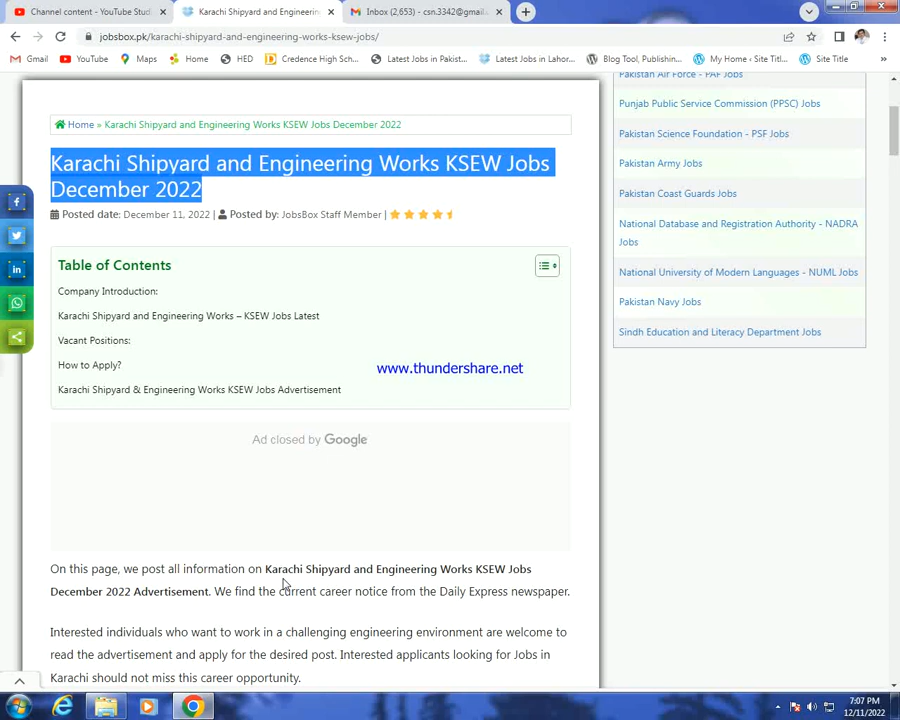 Channel content - YouTube Stud
Karachi Shipyard and Engineerin
Inbox (2,653) - csn.3342@gmail.
jobsbox.pk/karachi-shipyard-and-engineering-works-ksew-jobs/
Gmail
YouTube
Maps
Home
HED
Credence High Sc...
Latest Jobs in Pakist...
Latest Jobs in Lahor...
Blog Tool, Publishin...
My Home ‹ Site Titl...
Site Title
»
Home » Karachi Shipyard and Engineering Works KSEW Jobs December 2022
Karachi Shipyard and Engineering Works KSEW Jobs
December 2022
Posted date: December 11, 2022 | Posted by: JobsBox Staff Member |
Table of Contents
Company Introduction:
Karachi Shipyard and Engineering Works – KSEW Jobs Latest
Vacant Positions:
How to Apply?
Karachi Shipyard & Engineering Works KSEW Jobs Advertisement
www.thundershare.net
Ad closed by Google
On this page, we post all information on Karachi Shipyard and Engineering Works KSEW Jobs
December 2022 Advertisement. We find the current career notice from the Daily Express newspaper.
Interested individuals who want to work in a challenging engineering environment are welcome to
read the advertisement and apply for the desired post. Interested applicants looking for Jobs in
Karachi should not miss this career opportunity.
Pakistan Air Force - PAF Jobs
Punjab Public Service Commission (PPSC) Jobs
Pakistan Science Foundation - PSF Jobs
Pakistan Army Jobs
Pakistan Coast Guards Jobs
National Database and Registration Authority - NADRA
Jobs
National University of Modern Languages - NUML Jobs
Pakistan Navy Jobs
Sindh Education and Literacy Department Jobs
7:07 PM
12/11/2022